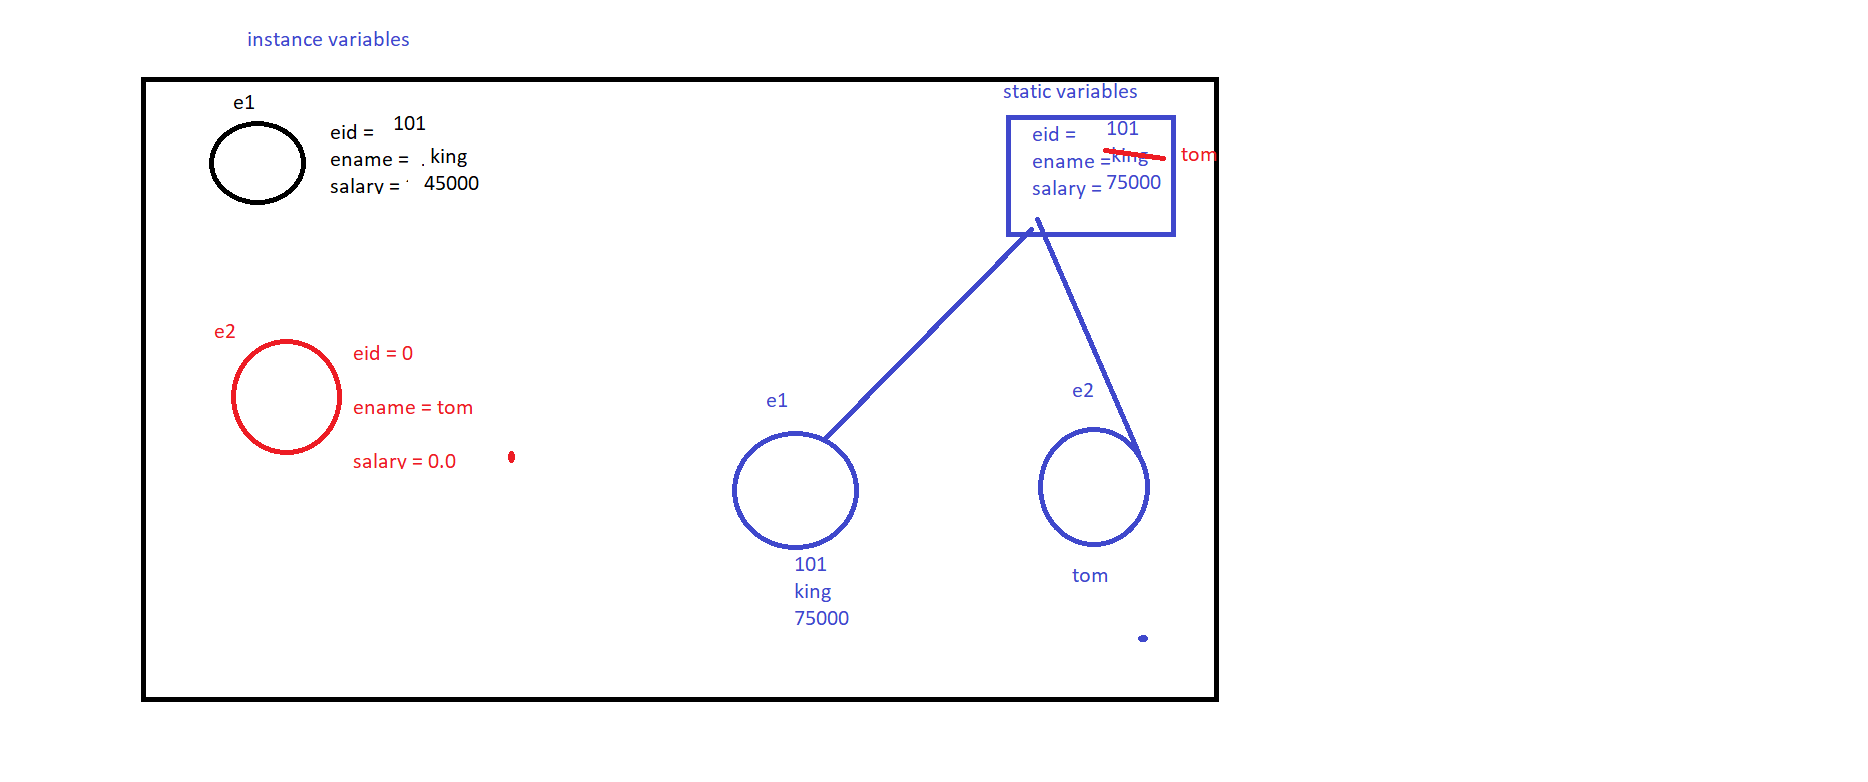 instance variables
e1
eid = 101
ename = . king
salary = 45000
e2
eid = 0
ename = tom
salary = 0.0
static variables
eid = 101
ename =king tom
salary = 75000
e1
101
king
75000
e2
tom